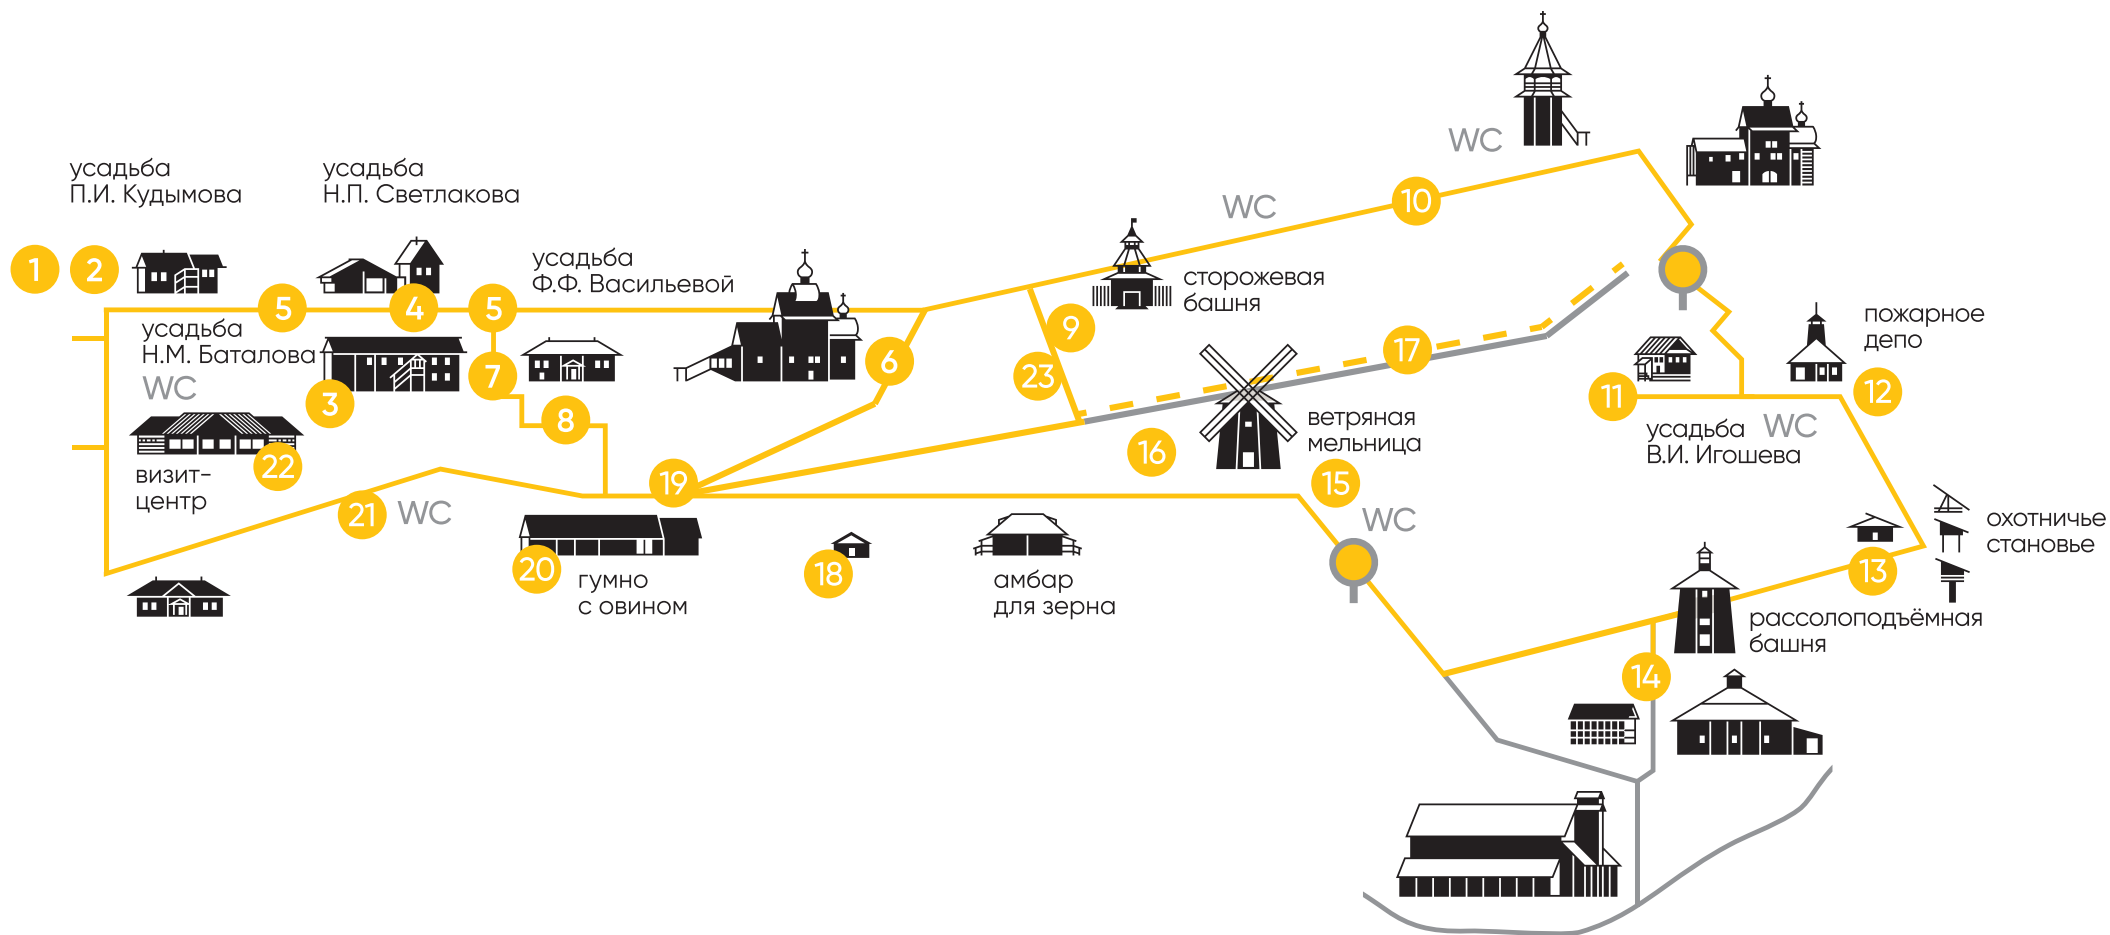 WC
усадьба
П.И. Кудымова
усадьба
Н.П. Светлакова
WC
10
1
2
усадьба
Ф.Ф. Васильевой
сторожевая
башня
5
4
5
усадьба
Н.М. Баталова
9
17
пожарное
депо
WC
3
7
6
23
11
12
8
ветряная
мельница
усадьба
В.И. Игошева
WC
22
визит-
центр
19
16
15
21
WC
WC
охотничье
становье
20
гумно
с овином
18
амбар
для зерна
13
рассолоподъёмная
башня
14